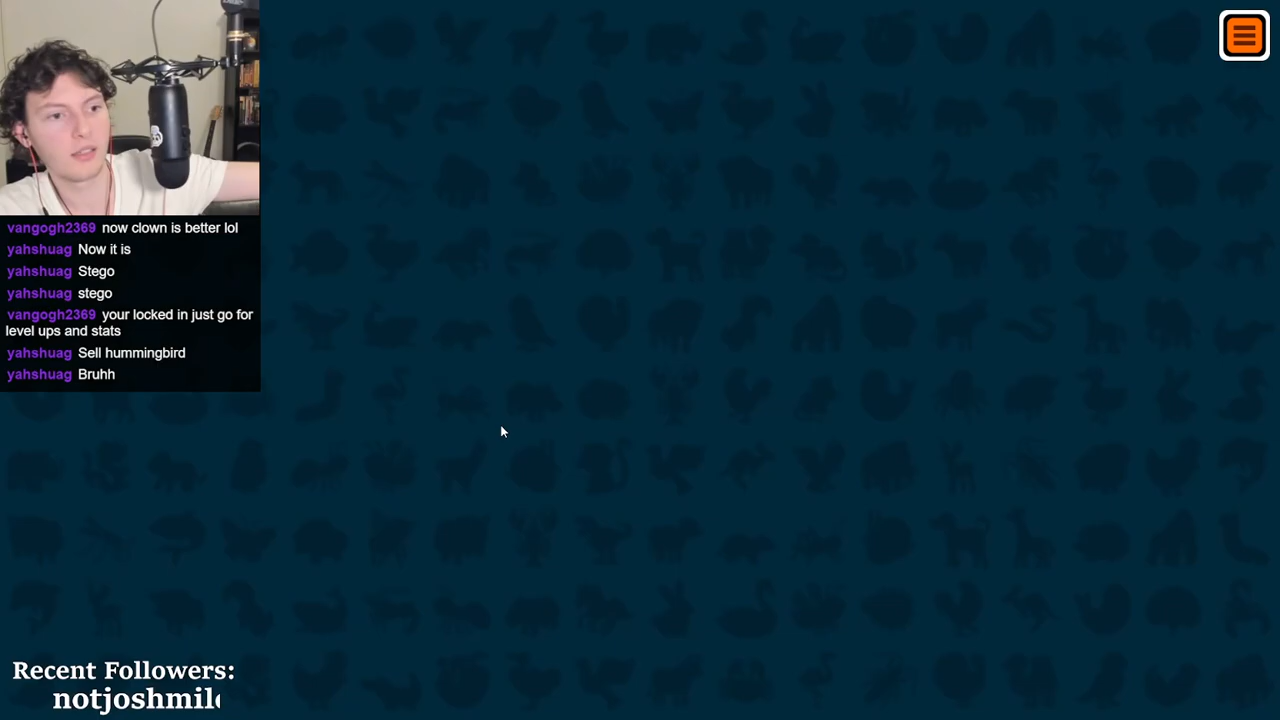 vangogh2369 now clown is better lol
yahshuag Now it is
yahshuag Stego
yahshuag stego
vangogh2369 your locked in just go for
level ups and stats
yahshuag Sell hummingbird
yahshuag Bruhh
Recent Followers:
notjoshmil